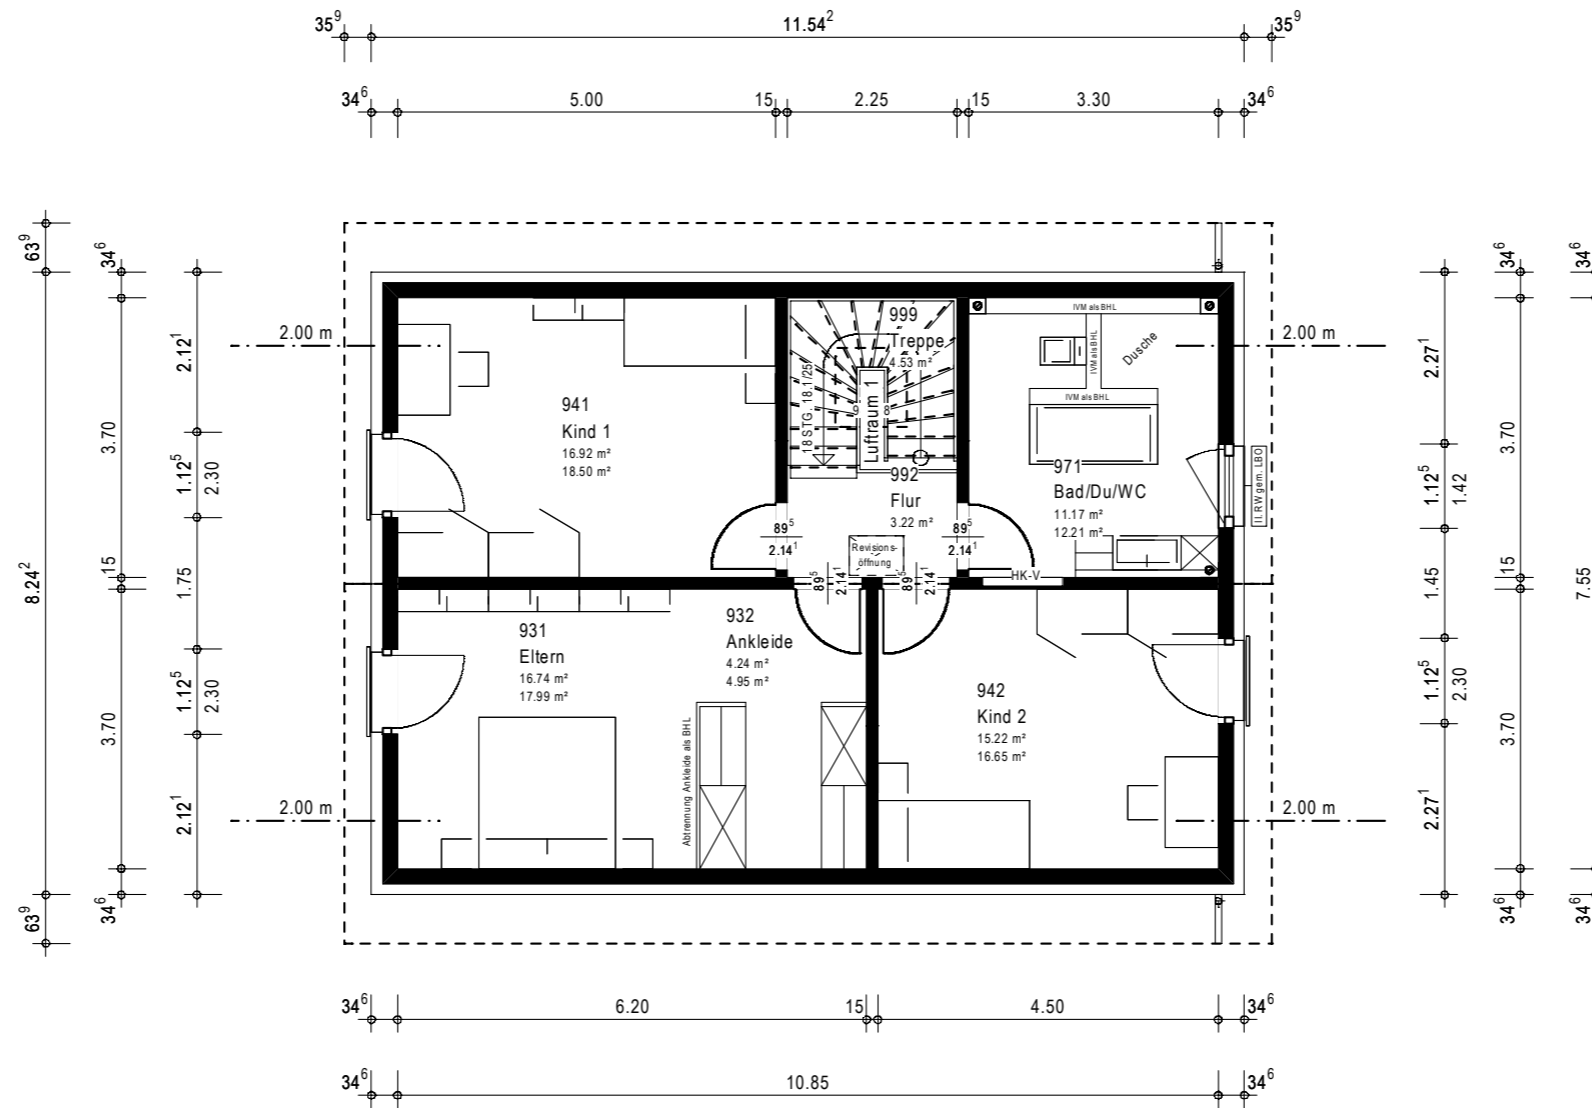 35⁹ 11.54² 35⁹
34⁶ 5.00 15 2.25 15 3.30 34⁶
63⁹
8.24²
63⁹
34⁶
3.70
15
3.70
34⁶
2.12¹
1.12⁵
2.30
1.75
1.12⁵
2.30
2.12¹
2.00 m
2.00 m
941
Kind 1
16.92 m²
18.50 m²
999
Treppe
4.53 m²
18 STG. 18.1/25
Luftraum 1
992
Flur
3.22 m²
Revisions-
öffnung
89⁵
2.14¹
89⁵
2.14¹
89⁵
2.14¹
89⁵
2.14¹
IVM als BHL
IVM als BHL
IVM als BHL
Dusche
971
Bad/Du/WC
11.17 m²
12.21 m²
HK-V
II.RW gem. LBO
931
Eltern
16.74 m²
17.99 m²
932
Ankleide
4.24 m²
4.95 m²
Abtrennung Ankleide als BHL
942
Kind 2
15.22 m²
16.65 m²
2.00 m
2.00 m
2.27¹
1.12⁵
1.42
1.45
1.12⁵
2.30
2.27¹
34⁶
3.70
15
3.70
34⁶
34⁶
7.55
34⁶
34⁶ 6.20 15 4.50 34⁶
34⁶ 10.85 34⁶